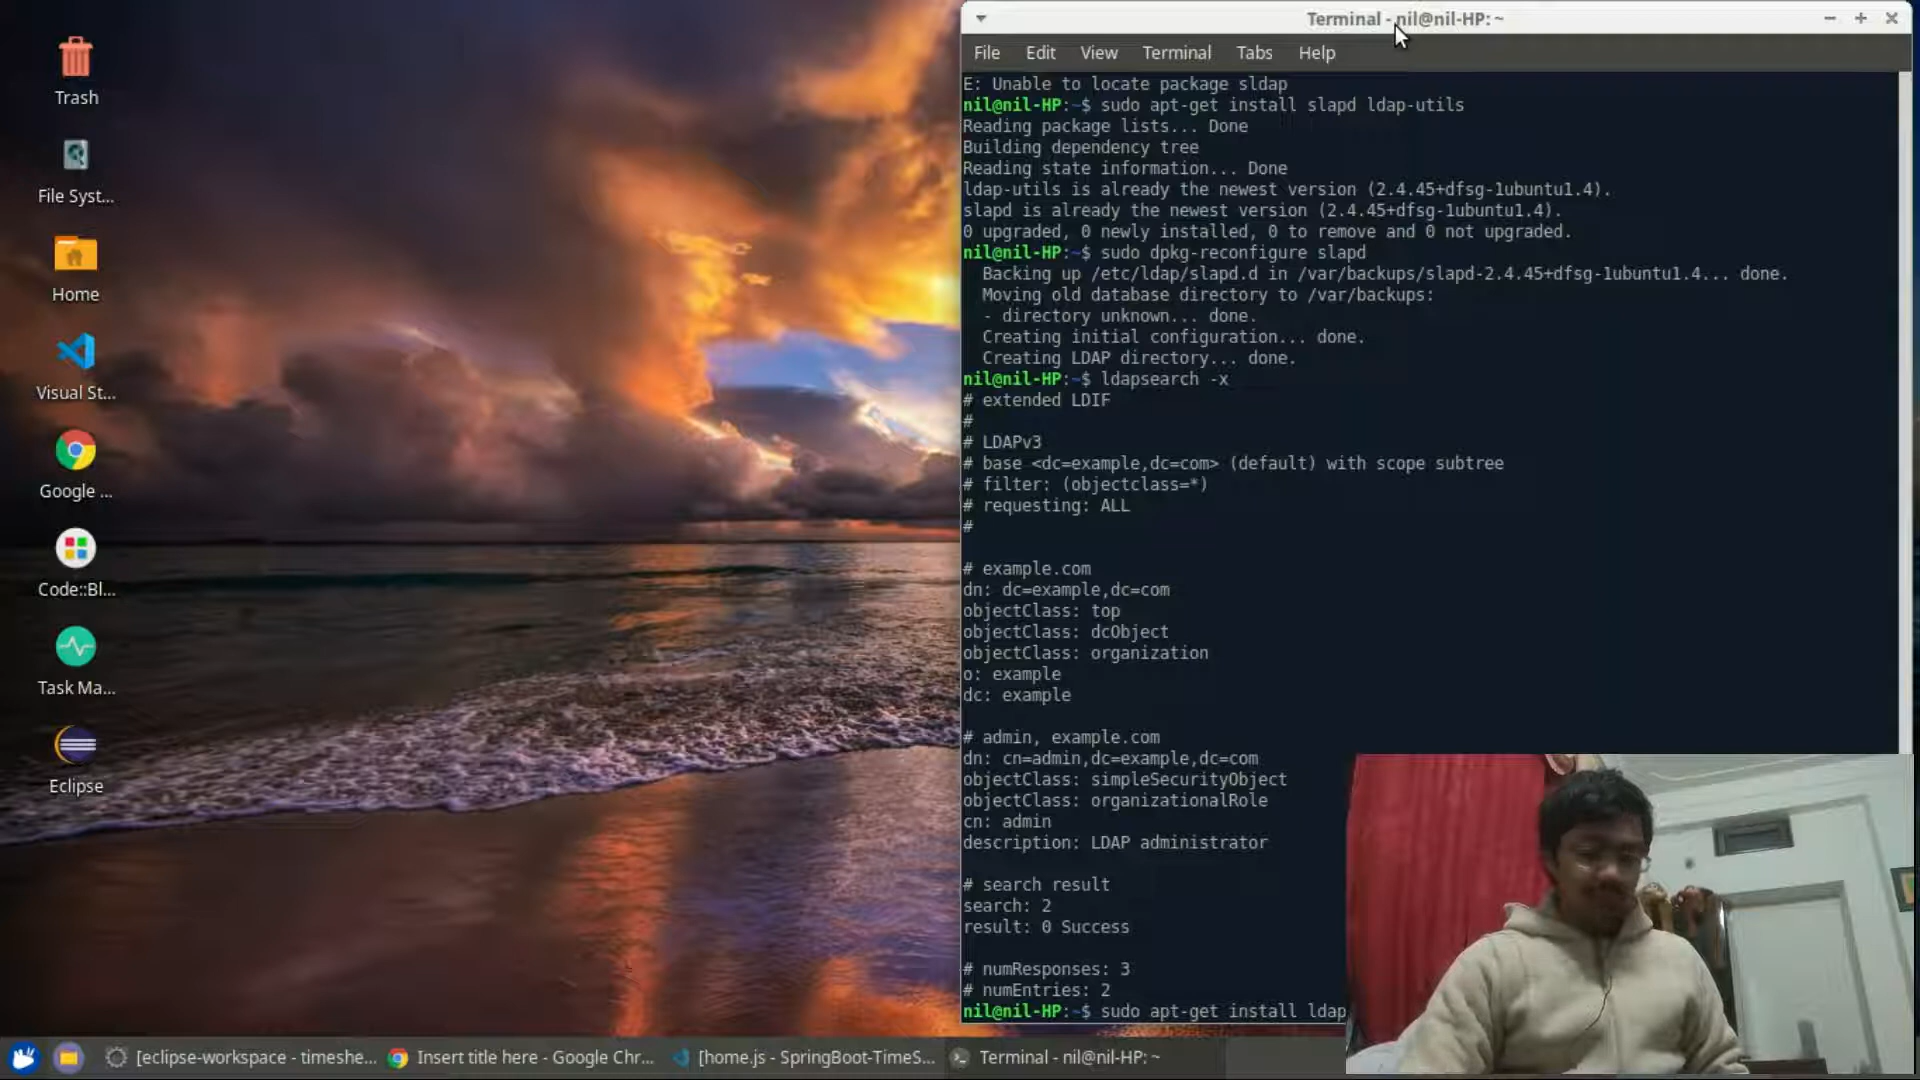 Trash
File Syst...
Home
Visual St...
Google ...
Code::Bl...
Task Ma...
Eclipse
Terminal - nil@nil-HP: ~
File Edit View Terminal Tabs Help
E: Unable to locate package sldap
nil@nil-HP:~$ sudo apt-get install slapd ldap-utils
Reading package lists... Done
Building dependency tree
Reading state information... Done
ldap-utils is already the newest version (2.4.45+dfsg-1ubuntu1.4).
slapd is already the newest version (2.4.45+dfsg-1ubuntu1.4).
0 upgraded, 0 newly installed, 0 to remove and 0 not upgraded.
nil@nil-HP:~$ sudo dpkg-reconfigure slapd
Backing up /etc/ldap/slapd.d in /var/backups/slapd-2.4.45+dfsg-1ubuntu1.4... done.
Moving old database directory to /var/backups:
- directory unknown... done.
Creating initial configuration... done.
Creating LDAP directory... done.
nil@nil-HP:~$ ldapsearch -x
# extended LDIF
#
# LDAPv3
# base <dc=example,dc=com> (default) with scope subtree
# filter: (objectclass=*)
# requesting: ALL
#
# example.com
dn: dc=example,dc=com
objectClass: top
objectClass: dcObject
objectClass: organization
o: example
dc: example
# admin, example.com
dn: cn=admin,dc=example,dc=com
objectClass: simpleSecurityObject
objectClass: organizationalRole
cn: admin
description: LDAP administrator
# search result
search: 2
result: 0 Success
# numResponses: 3
# numEntries: 2
nil@nil-HP:~$ sudo apt-get install ldap
[eclipse-workspace - timeshe... Insert title here - Google Chr... [home.js - SpringBoot-TimeS... Terminal - nil@nil-HP: ~